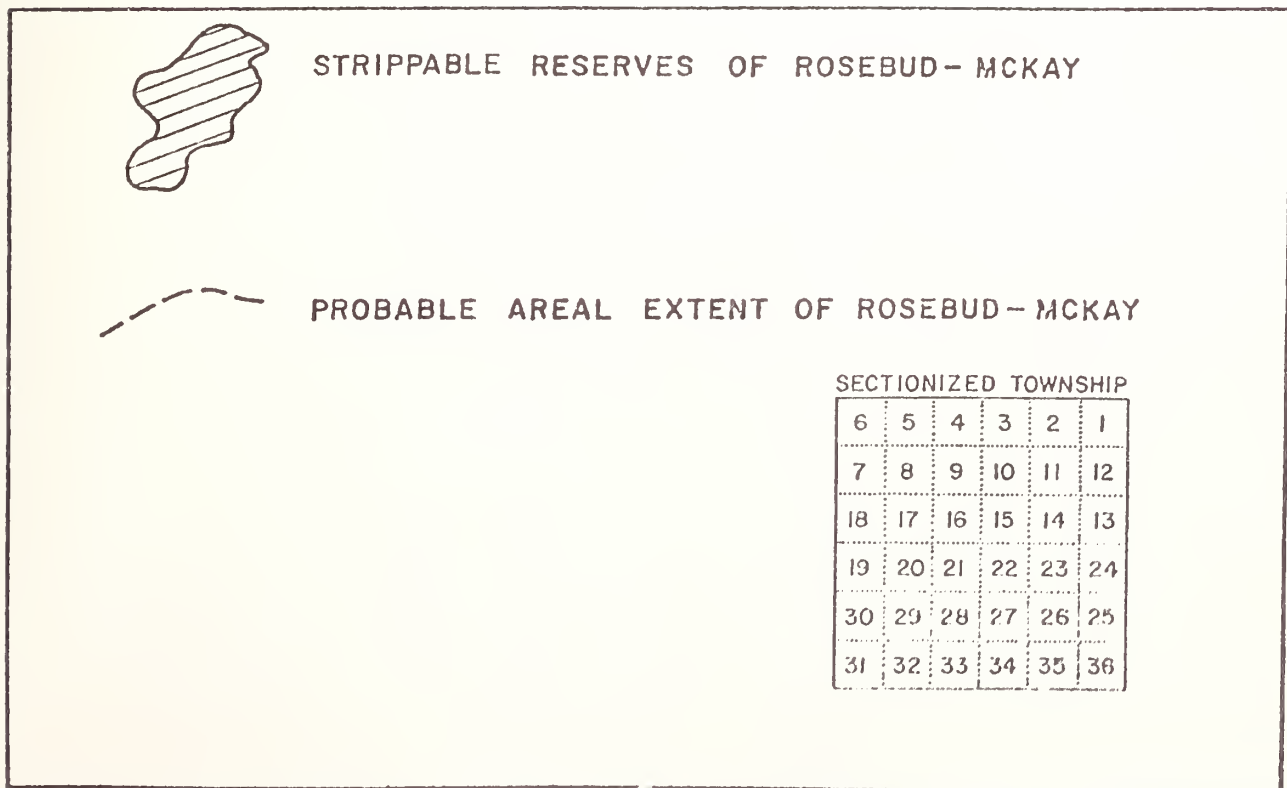 STRIPPABLE RESERVES OF ROSEBUD-MCKAY
PROBABLE AREAL EXTENT OF ROSEBUD-MCKAY
SECTIONIZED TOWNSHIP
6 5 4 3 2 1
7 8 9 10 11 12
18 17 16 15 14 13
19 20 21 22 23 24
30 29 28 27 26 25
31 32 33 34 35 36